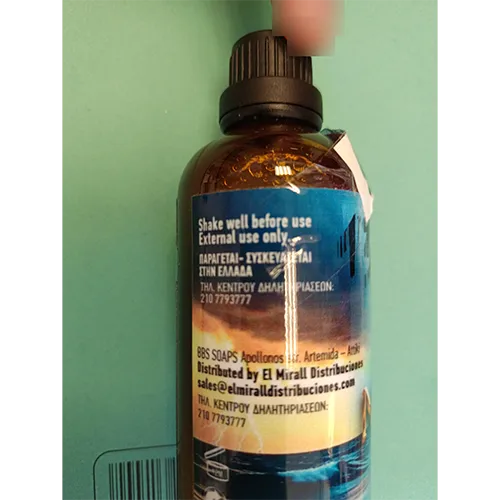 Shake well before use
External use only
ΠΑΡΑΓΕΤΑΙ- ΣΥΣΚΕΥΑΖΕΤΑΙ
ΣΤΗΝ ΕΛΛΑΔΑ
ΤΗΛ. ΚΕΝΤΡΟΥ ΔΗΛΗΤΗΡΙΑΣΕΩΝ:
210 7793777
BBS SOAPS Apollonos str. Artemida – Attiki
Distributed by El Mirall Distribuciones
sales@elmiralldistribuciones.com
ΤΗΛ. ΚΕΝΤΡΟΥ ΔΗΛΗΤΗΡΙΑΣΕΩΝ:
210 7793777